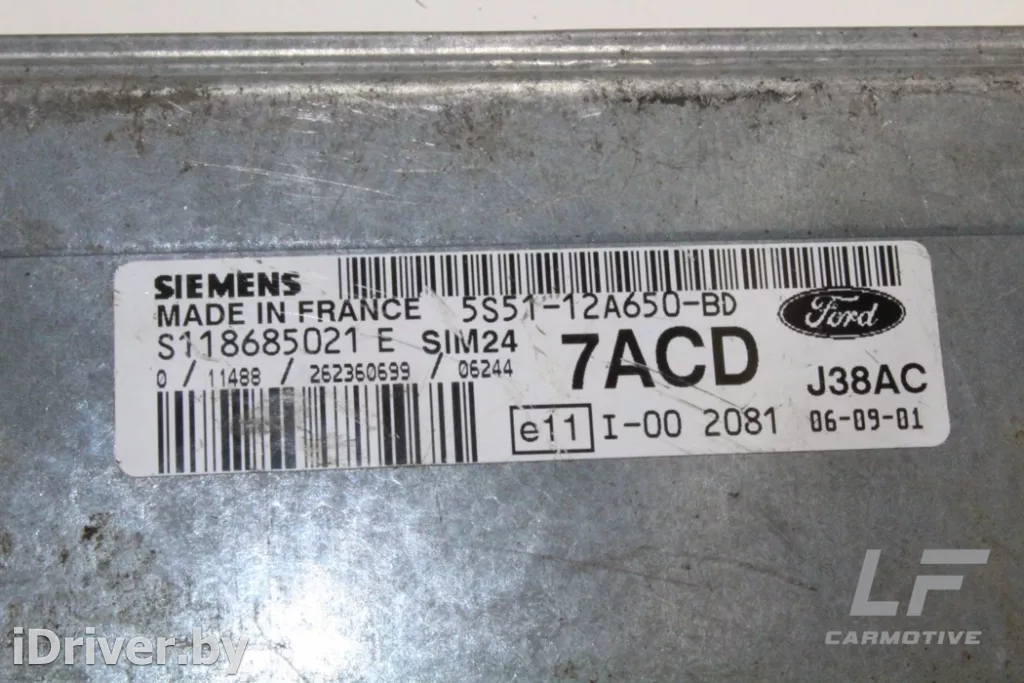 SIEMENS
MADE IN FRANCE 5S51-12A650-BD
Ford
S118685021 E SIM24
7ACD
J38AC
0 / 11488 / 262360699 / 06244
e11 I-00 2081 06-09-01
LF
CARMOTIVE
iDriver.by